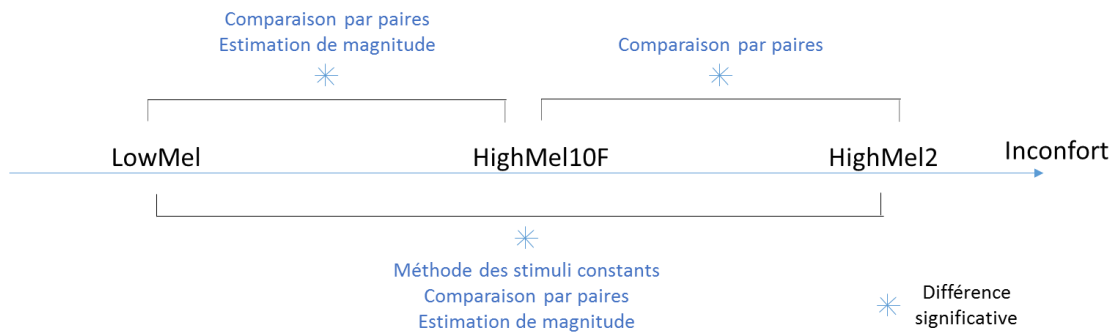 Comparaison par paires
Estimation de magnitude
Comparaison par paires
LowMel
HighMel10F
HighMel2
Inconfort
Méthode des stimuli constants
Comparaison par paires
Estimation de magnitude
Différence
significative